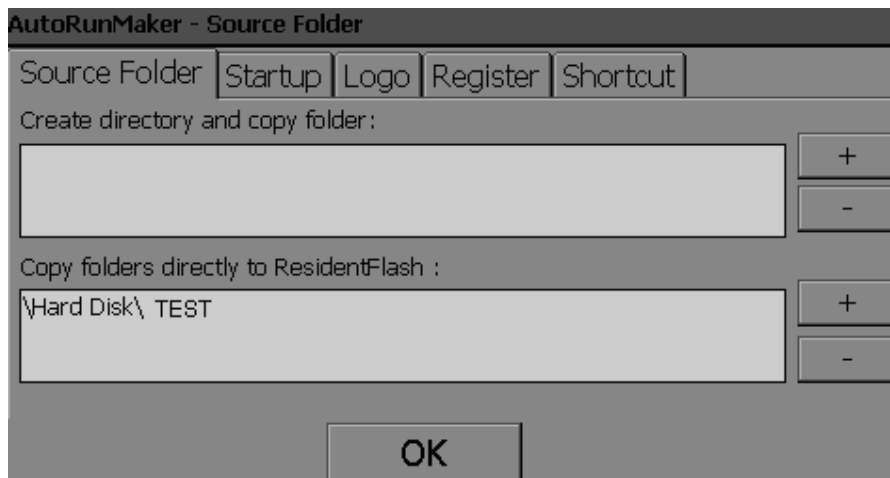 AutoRunMaker - Source Folder
Source Folder Startup Logo Register Shortcut
Create directory and copy folder:
+
-
Copy folders directly to ResidentFlash :
\Hard Disk\ TEST
+
-
OK